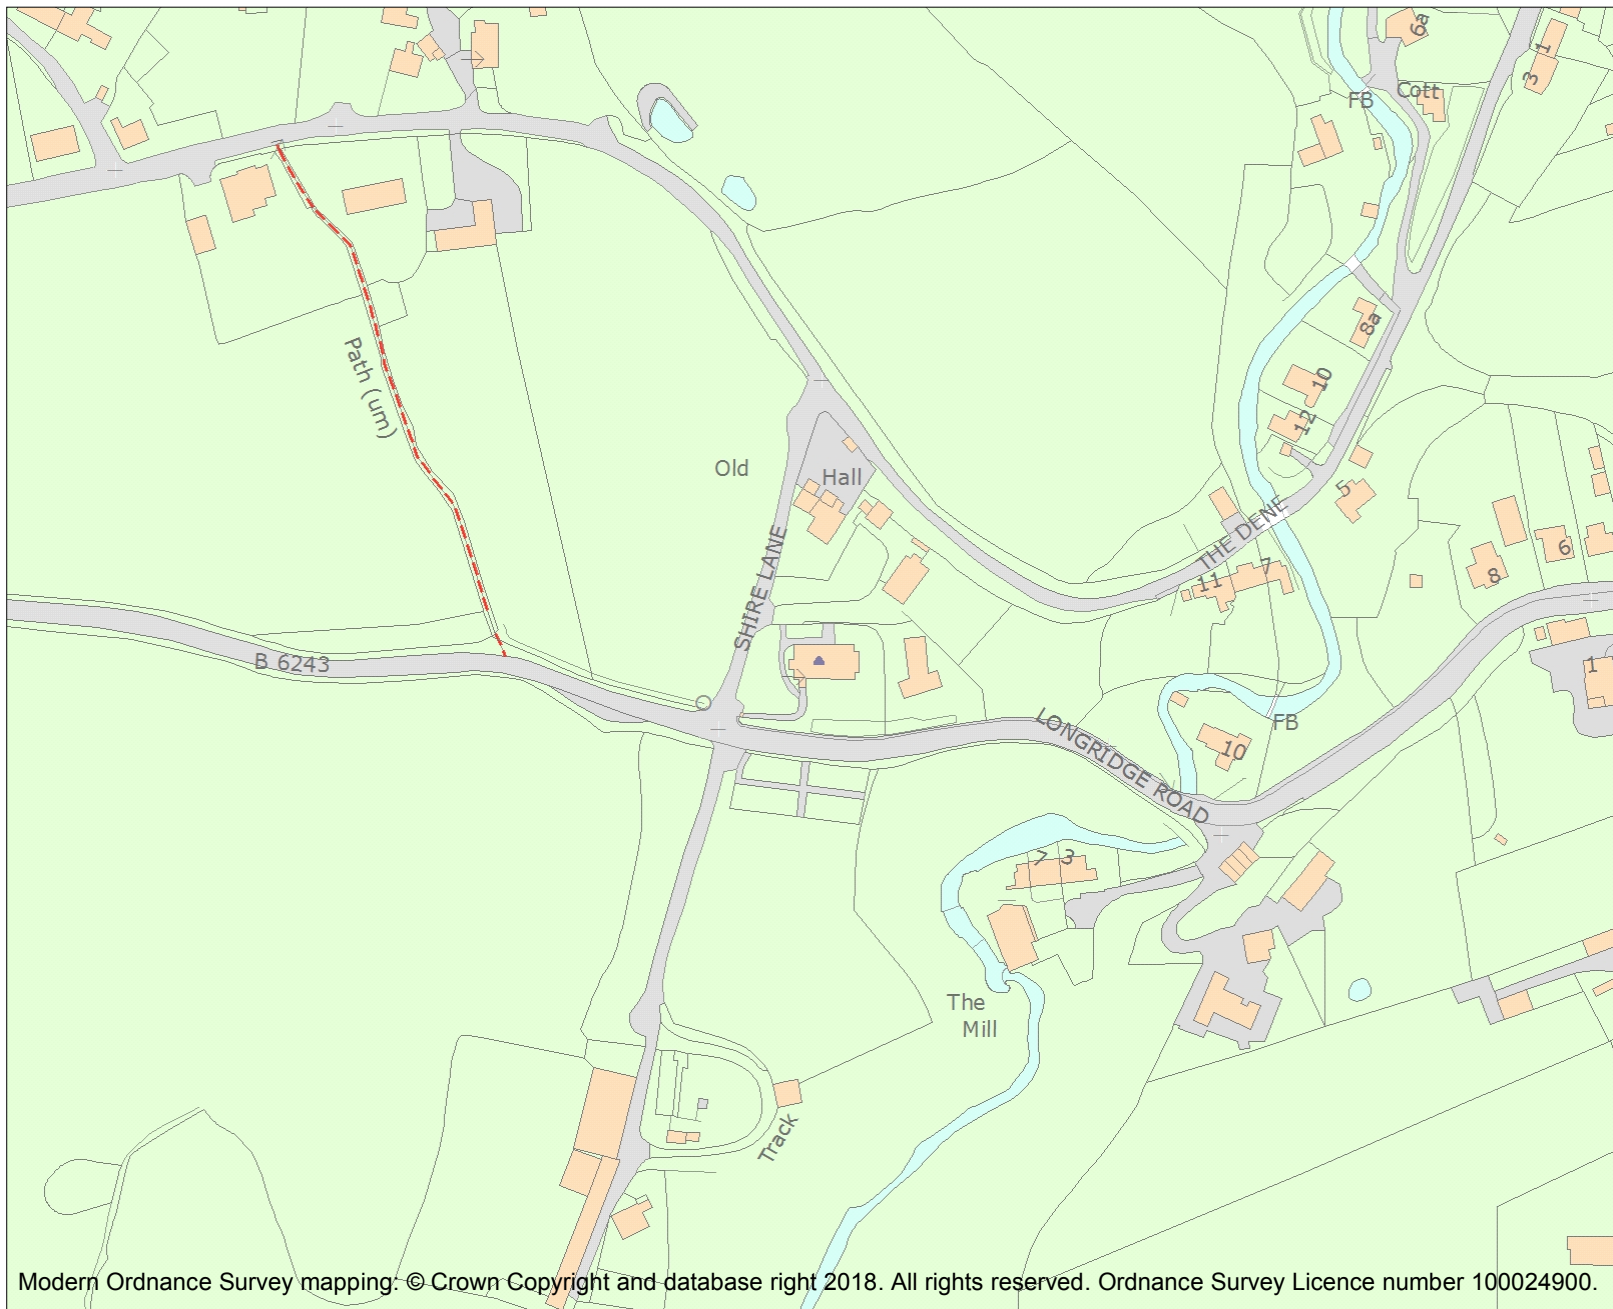 6a
1
3
FB
Cott
8a
Path (um)
10
12
Old
Hall
5
THE DENE
SHIRE LANE
7
11
6
8
B 6243
1
LONGRIDGE ROAD
FB
10
7 3
The
Mill
Track
Modern Ordnance Survey mapping: © Crown Copyright and database right 2018. All rights reserved. Ordnance Survey Licence number 100024900.